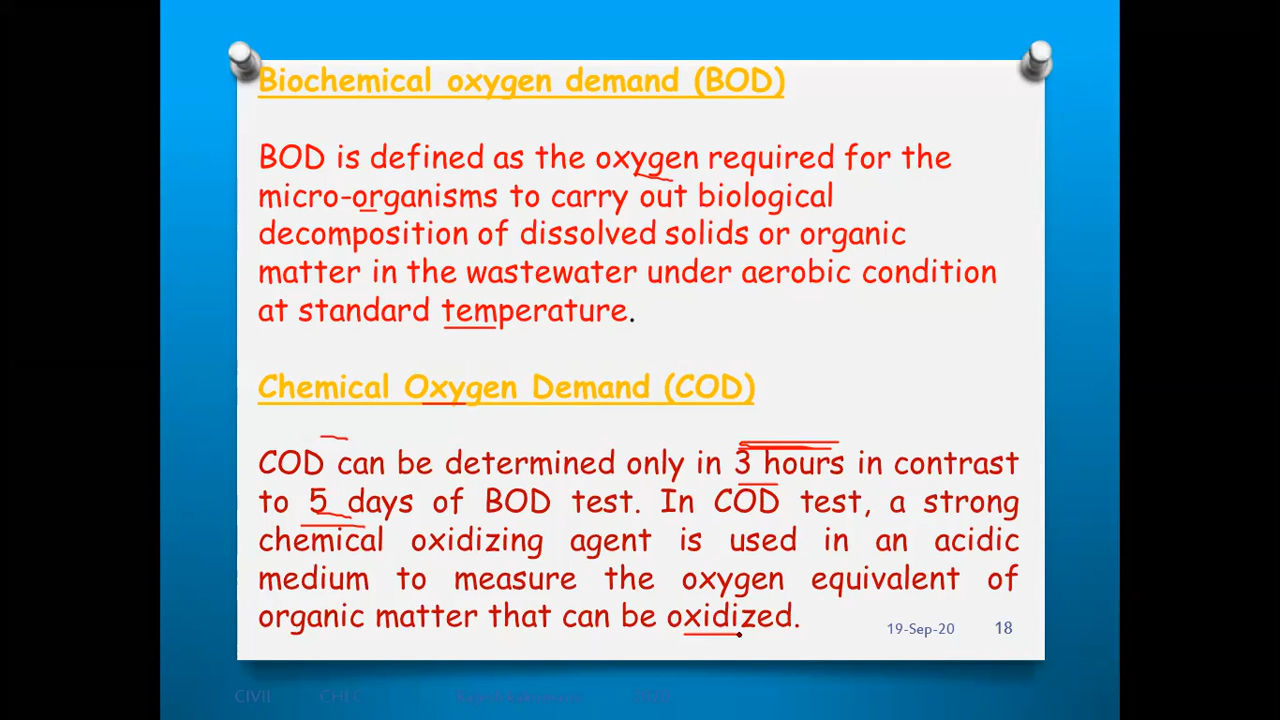 Biochemical oxygen demand (BOD)
BOD is defined as the oxygen required for the
micro-organisms to carry out biological
decomposition of dissolved solids or organic
matter in the wastewater under aerobic condition
at standard temperature.
Chemical Oxygen Demand (COD)
COD can be determined only in 3 hours in contrast
to 5 days of BOD test. In COD test, a strong
chemical oxidizing agent is used in an acidic
medium to measure the oxygen equivalent of
organic matter that can be oxidized.
19-Sep-20 18
CIVIL